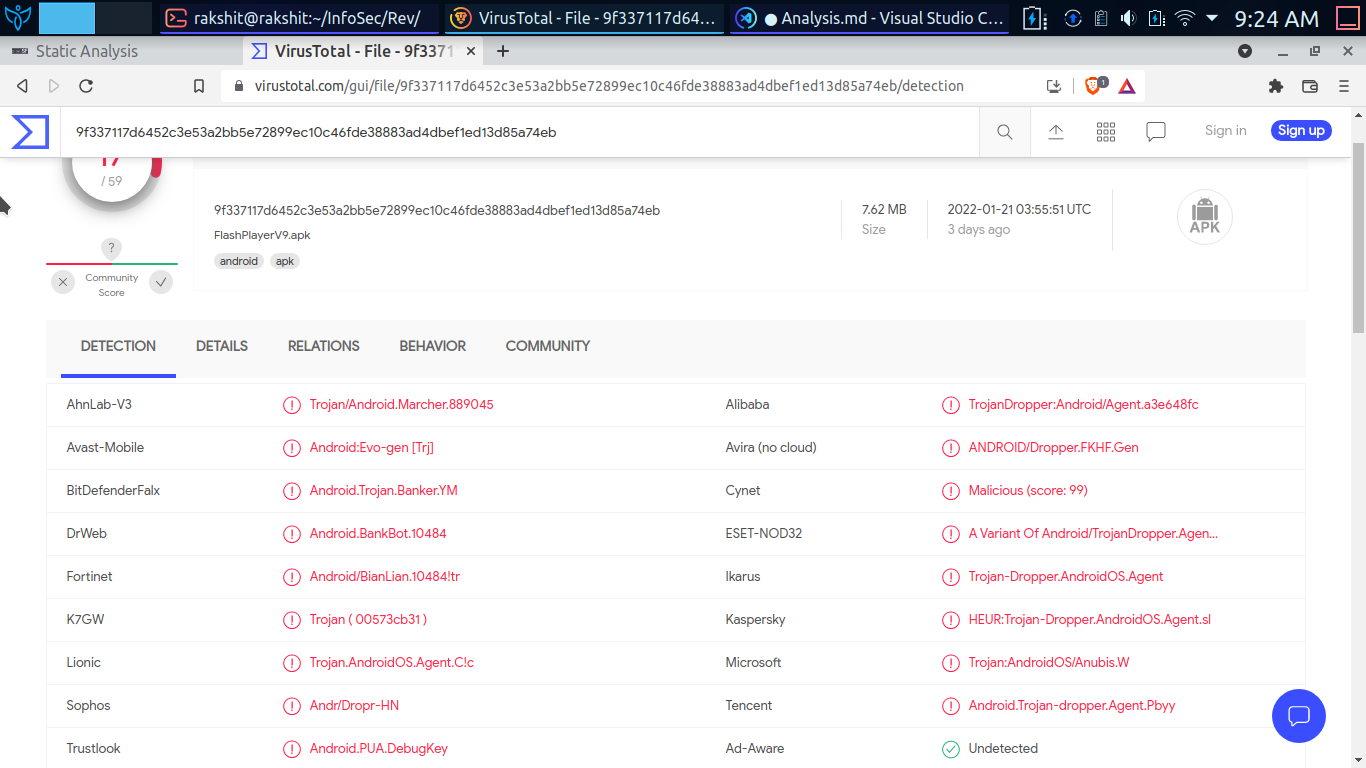 rakshit@rakshit:~/InfoSec/Rev/ VirusTotal - File - 9f337117d64... ● Analysis.md - Visual Studio C... 9:24 AM
Static Analysis VirusTotal - File - 9f3371
virustotal.com/gui/file/9f337117d6452c3e53a2bb5e72899ec10c46fde38883ad4dbef1ed13d85a74eb/detection 1
9f337117d6452c3e53a2bb5e72899ec10c46fde38883ad4dbef1ed13d85a74eb Sign in Sign up
17
/ 59
9f337117d6452c3e53a2bb5e72899ec10c46fde38883ad4dbef1ed13d85a74eb 7.62 MB 2022-01-21 03:55:51 UTC
FlashPlayerV9.apk Size 3 days ago APK
android apk
?
Community
Score
DETECTION DETAILS RELATIONS BEHAVIOR COMMUNITY
AhnLab-V3 Trojan/Android.Marcher.889045 Alibaba TrojanDropper:Android/Agent.a3e648fc
Avast-Mobile Android:Evo-gen [Trj] Avira (no cloud) ANDROID/Dropper.FKHF.Gen
BitDefenderFalx Android.Trojan.Banker.YM Cynet Malicious (score: 99)
DrWeb Android.BankBot.10484 ESET-NOD32 A Variant Of Android/TrojanDropper.Agen...
Fortinet Android/BianLian.10484!tr Ikarus Trojan-Dropper.AndroidOS.Agent
K7GW Trojan ( 00573cb31 ) Kaspersky HEUR:Trojan-Dropper.AndroidOS.Agent.sl
Lionic Trojan.AndroidOS.Agent.C!c Microsoft Trojan:AndroidOS/Anubis.W
Sophos Andr/Dropr-HN Tencent Android.Trojan-dropper.Agent.Pbyy
Trustlook Android.PUA.DebugKey Ad-Aware Undetected